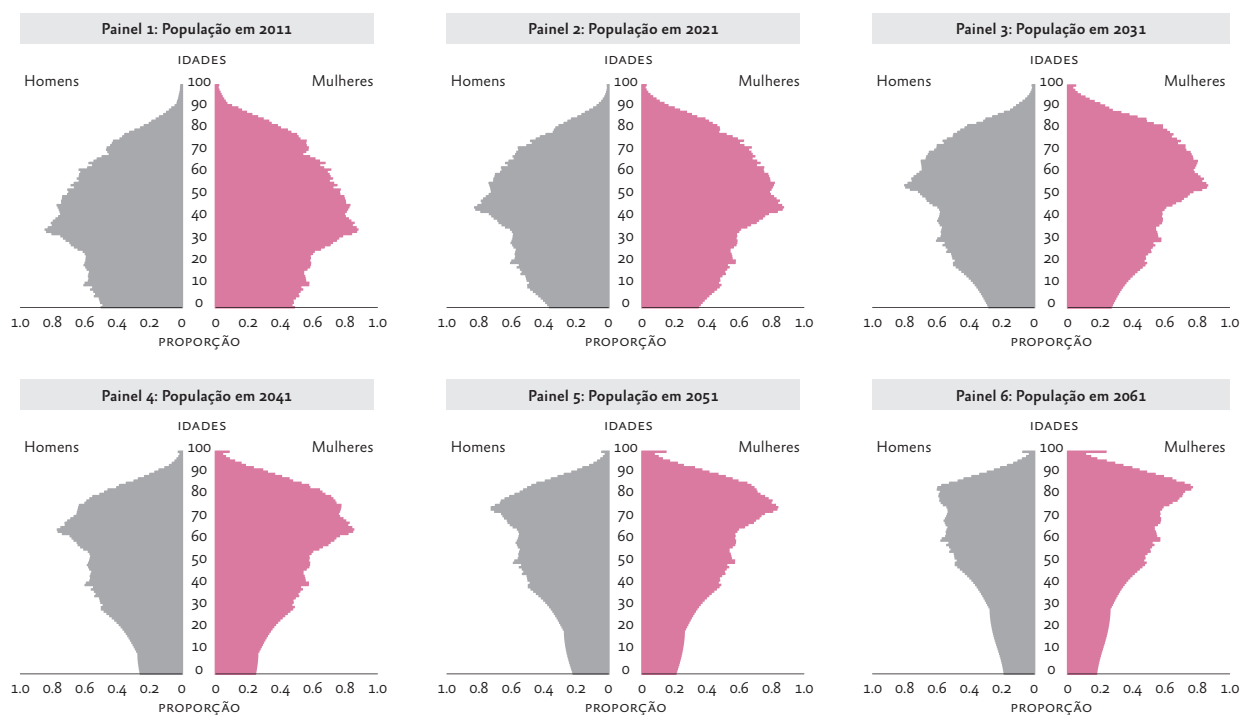 Painel 1: População em 2011
IDADES
Homens
Mulheres
100
90
80
70
60
50
40
30
20
10
0
1.0 0.8 0.6 0.4 0.2 0 0 0.2 0.4 0.6 0.8 1.0
PROPORÇÃO
Painel 2: População em 2021
IDADES
Homens
Mulheres
100
90
80
70
60
50
40
30
20
10
0
1.0 0.8 0.6 0.4 0.2 0 0 0.2 0.4 0.6 0.8 1.0
PROPORÇÃO
Painel 3: População em 2031
IDADES
Homens
Mulheres
100
90
80
70
60
50
40
30
20
10
0
1.0 0.8 0.6 0.4 0.2 0 0 0.2 0.4 0.6 0.8 1.0
PROPORÇÃO
Painel 4: População em 2041
IDADES
Homens
Mulheres
100
90
80
70
60
50
40
30
20
10
0
1.0 0.8 0.6 0.4 0.2 0 0 0.2 0.4 0.6 0.8 1.0
PROPORÇÃO
Painel 5: População em 2051
IDADES
Homens
Mulheres
100
90
80
70
60
50
40
30
20
10
0
1.0 0.8 0.6 0.4 0.2 0 0 0.2 0.4 0.6 0.8 1.0
PROPORÇÃO
Painel 6: População em 2061
IDADES
Homens
Mulheres
100
90
80
70
60
50
40
30
20
10
0
1.0 0.8 0.6 0.4 0.2 0 0 0.2 0.4 0.6 0.8 1.0
PROPORÇÃO